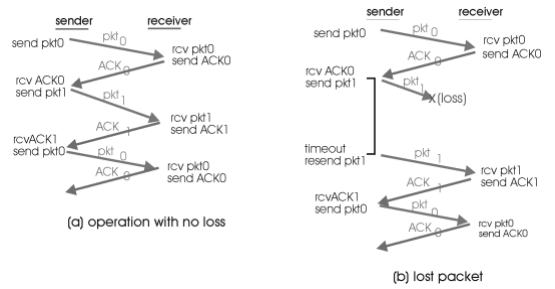 sender receiver
send pkt0
pkt 0
rcv pkt0
send ACK0
ACK 0
rcv ACK0
send pkt1
pkt 1
rcv pkt1
send ACK1
ACK 1
rcvACK1
send pkt0
pkt 0
rcv pkt0
send ACK0
ACK 0
(a) operation with no loss
sender receiver
send pkt0
pkt 0
rcv pkt0
send ACK0
ACK 0
rcv ACK0
send pkt1
pkt 1
X(loss)
timeout
resend pkt1
pkt 1
rcv pkt1
send ACK1
ACK 1
rcvACK1
send pkt0
pkt 0
rcv pkt0
send ACK0
ACK 0
(b) lost packet